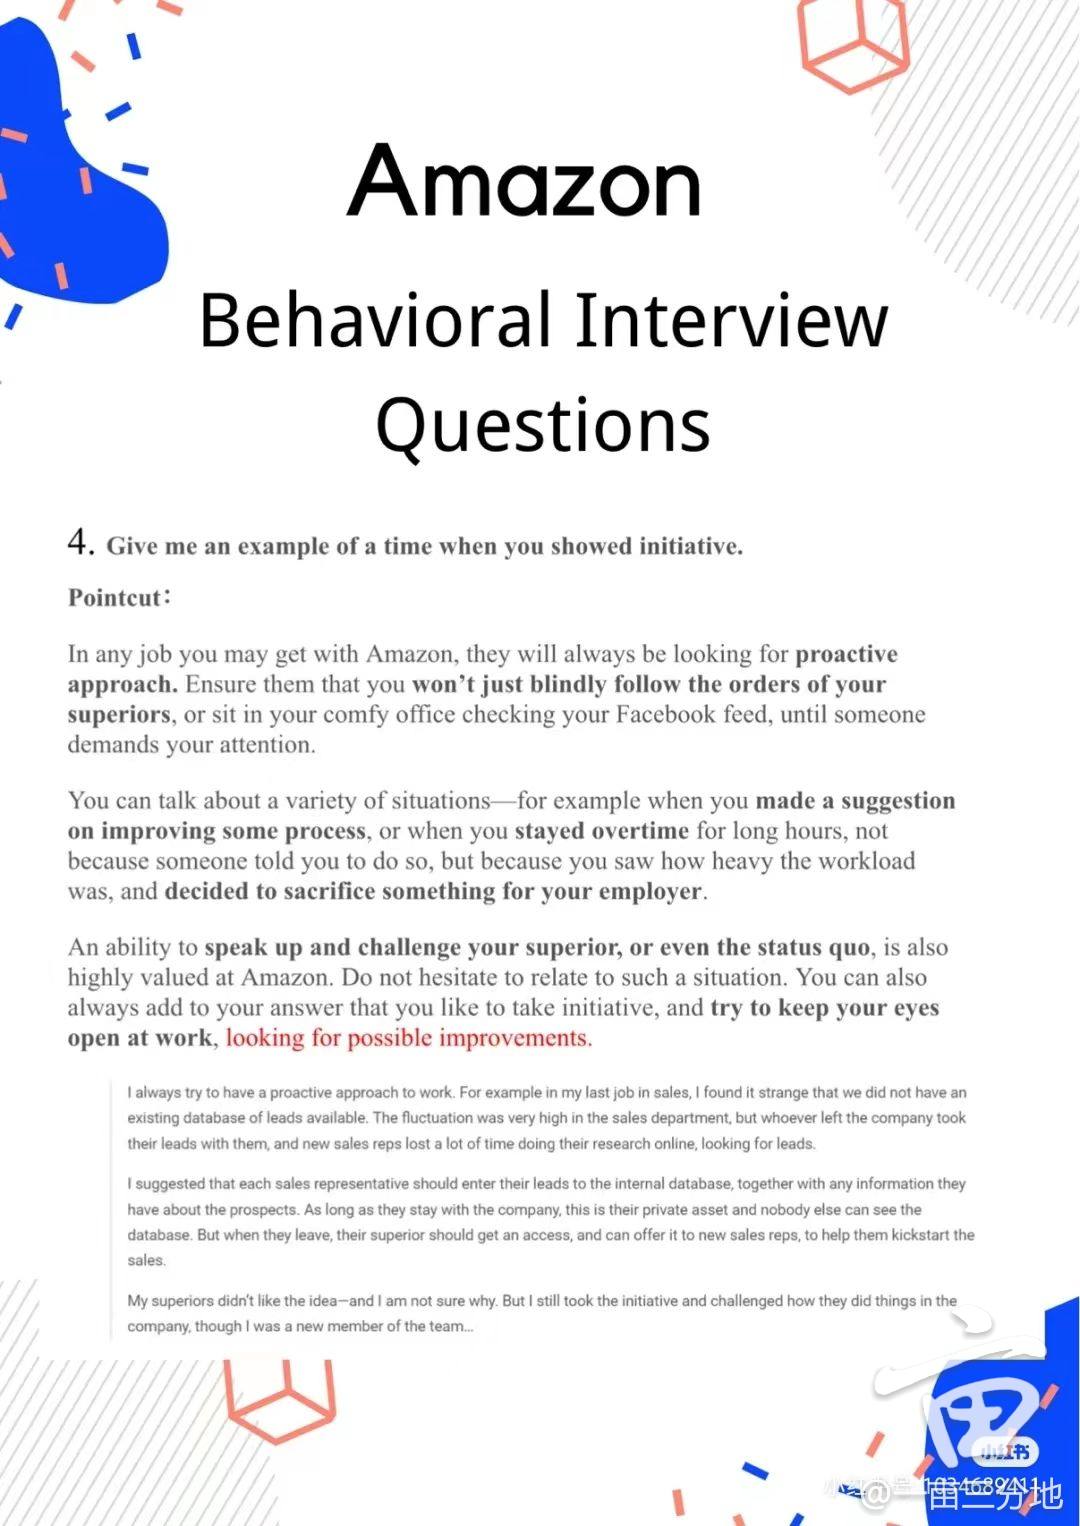 Amazon
Behavioral Interview
Questions
4. Give me an example of a time when you showed initiative.
Pointcut：
In any job you may get with Amazon, they will always be looking for proactive
approach. Ensure them that you won’t just blindly follow the orders of your
superiors, or sit in your comfy office checking your Facebook feed, until someone
demands your attention.
You can talk about a variety of situations—for example when you made a suggestion
on improving some process, or when you stayed overtime for long hours, not
because someone told you to do so, but because you saw how heavy the workload
was, and decided to sacrifice something for your employer.
An ability to speak up and challenge your superior, or even the status quo, is also
highly valued at Amazon. Do not hesitate to relate to such a situation. You can also
always add to your answer that you like to take initiative, and try to keep your eyes
open at work, looking for possible improvements.
I always try to have a proactive approach to work. For example in my last job in sales, I found it strange that we did not have an
existing database of leads available. The fluctuation was very high in the sales department, but whoever left the company took
their leads with them, and new sales reps lost a lot of time doing their research online, looking for leads.
I suggested that each sales representative should enter their leads to the internal database, together with any information they
have about the prospects. As long as they stay with the company, this is their private asset and nobody else can see the
database. But when they leave, their superior should get an access, and can offer it to new sales reps, to help them kickstart the
sales.
My superiors didn't like the idea—and I am not sure why. But I still took the initiative and challenged how they did things in the
company, though I was a new member of the team...
小红书
小红书号
@一亩三分地